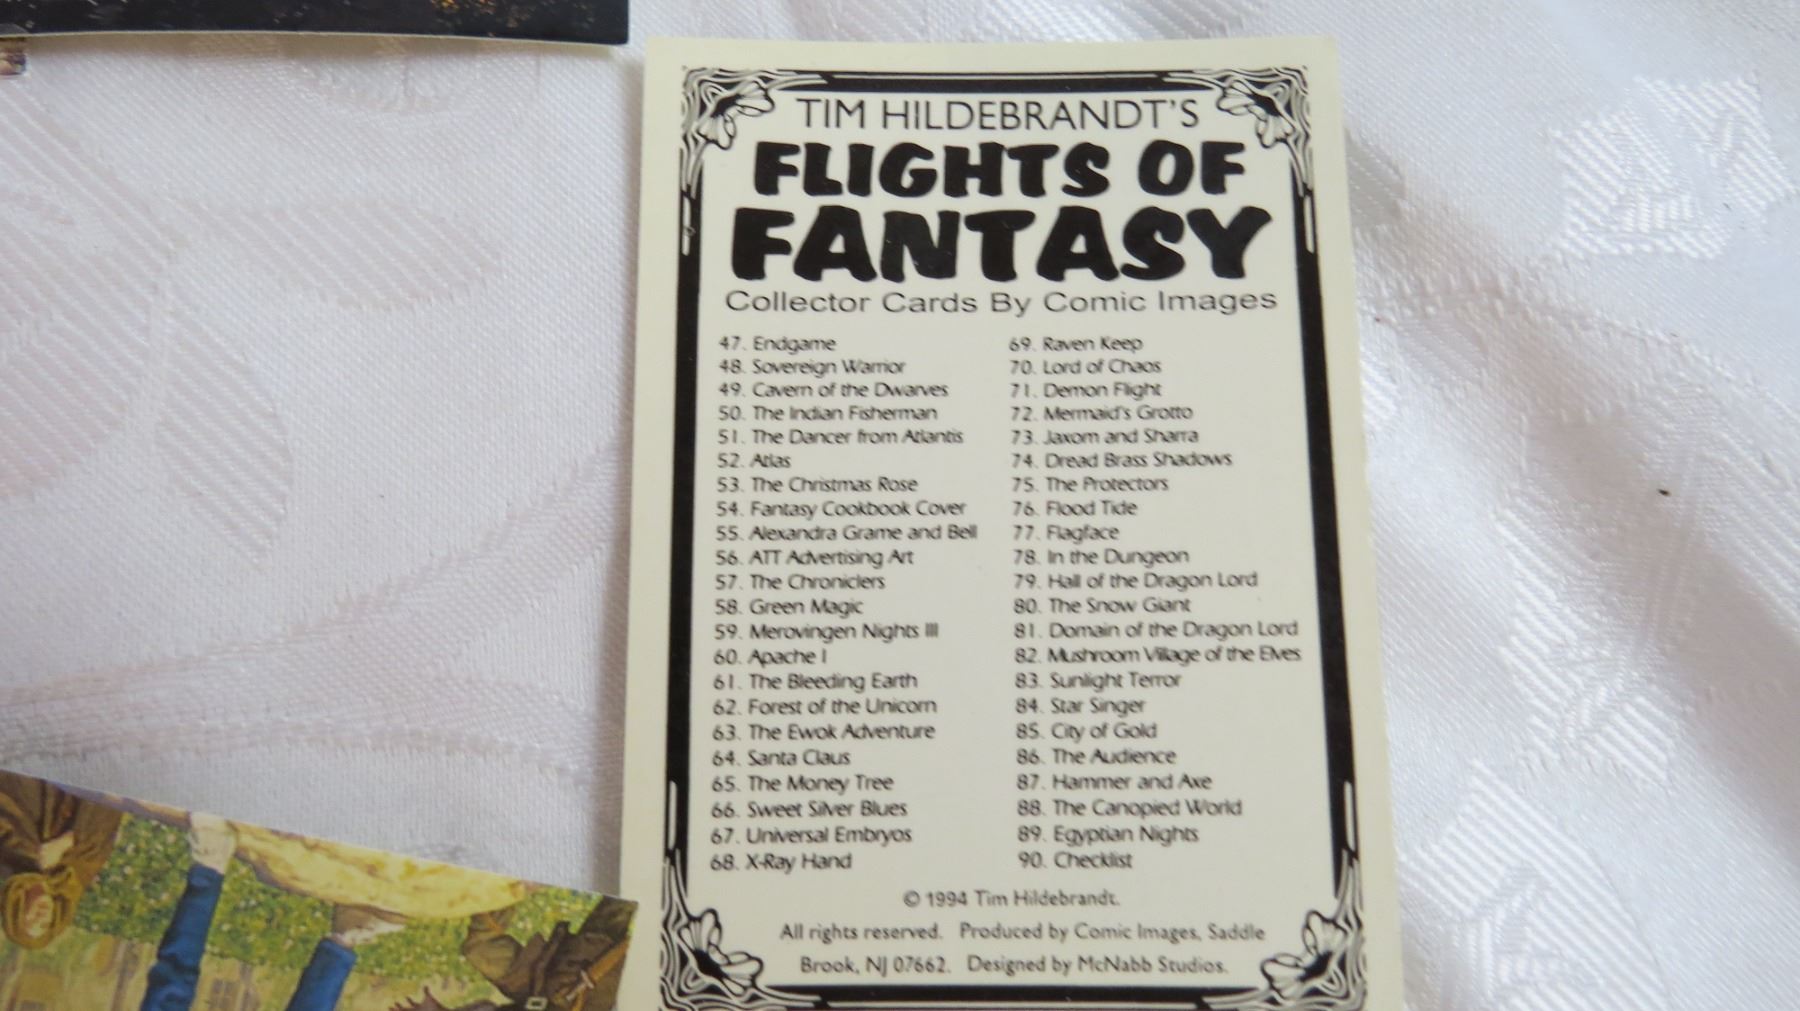 TIM HILDEBRANDT'S
FLIGHTS OF
FANTASY
Collector Cards By Comic Images
47. Endgame
48. Sovereign Warrior
49. Cavern of the Dwarves
50. The Indian Fisherman
51. The Dancer from Atlantis
52. Atlas
53. The Christmas Rose
54. Fantasy Cookbook Cover
55. Alexandra Grame and Bell
56. ATT Advertising Art
57. The Chroniclers
58. Green Magic
59. Merovingen Nights III
60. Apache I
61. The Bleeding Earth
62. Forest of the Unicorn
63. The Ewok Adventure
64. Santa Claus
65. The Money Tree
66. Sweet Silver Blues
67. Universal Embryos
68. X-Ray Hand
69. Raven Keep
70. Lord of Chaos
71. Demon Flight
72. Mermaid's Grotto
73. Jaxom and Sharra
74. Dread Brass Shadows
75. The Protectors
76. Flood Tide
77. Flagface
78. In the Dungeon
79. Hall of the Dragon Lord
80. The Snow Giant
81. Domain of the Dragon Lord
82. Mushroom Village of the Elves
83. Sunlight Terror
84. Star Singer
85. City of Gold
86. The Audience
87. Hammer and Axe
88. The Canopied World
89. Egyptian Nights
90. Checklist
© 1994 Tim Hildebrandt.
All rights reserved. Produced by Comic Images, Saddle
Brook, NJ 07662. Designed by McNabb Studios.